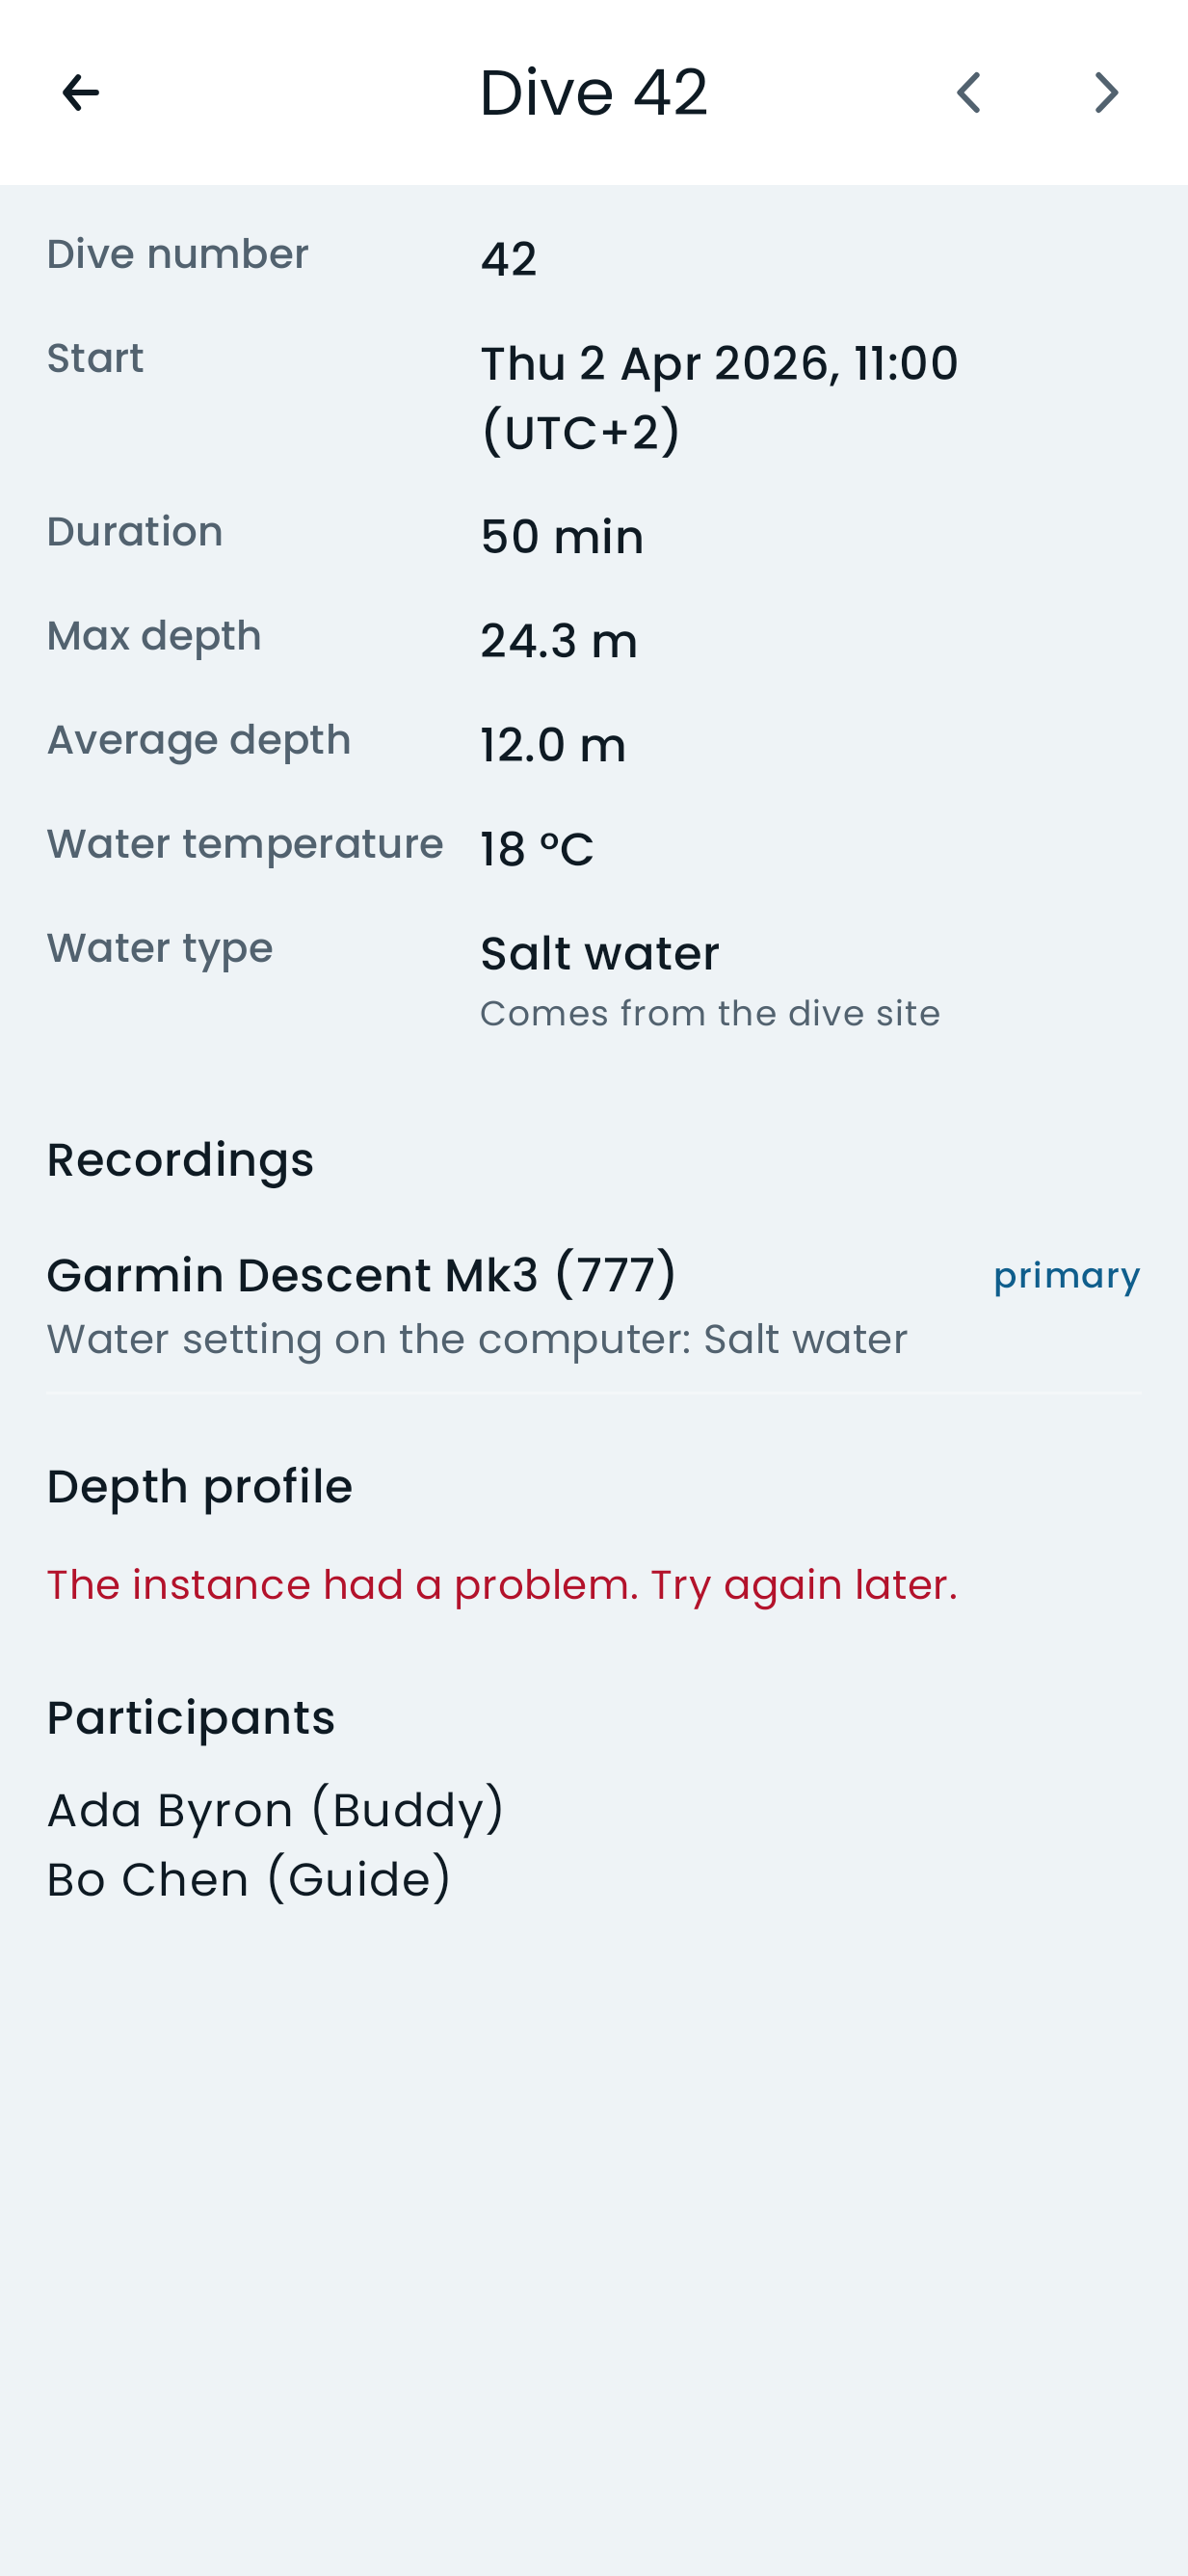 Dive 42
Dive number 42
Start Thu 2 Apr 2026, 11:00
(UTC+2)
Duration 50 min
Max depth 24.3 m
Average depth 12.0 m
Water temperature 18 °C
Water type Salt water
Comes from the dive site
Recordings
Garmin Descent Mk3 (777) primary
Water setting on the computer: Salt water
Depth profile
The instance had a problem. Try again later.
Participants
Ada Byron (Buddy)
Bo Chen (Guide)